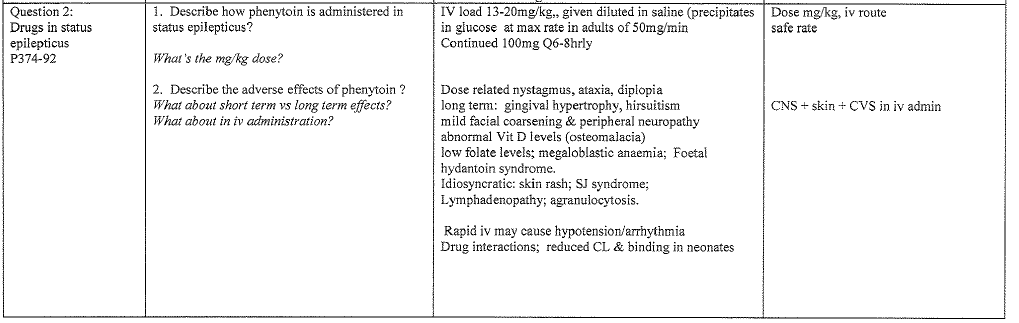 Question 2:
Drugs in status
epilepticus
P374-92
1. Describe how phenytoin is administered in
status epilepticus?
What's the mg/kg dose?
2. Describe the adverse effects of phenytoin ?
What about short term vs long term effects?
What about in iv administration?
IV load 13-20mg/kg,, given diluted in saline (precipitates
in glucose at max rate in adults of 50mg/min
Continued 100mg Q6-8hrly
Dose related nystagmus, ataxia, diplopia
long term: gingival hypertrophy, hirsuitism
mild facial coarsening & peripheral neuropathy
abnormal Vit D levels (osteomalacia)
low folate levels; megaloblastic anaemia; Foetal
hydantoin syndrome.
Idiosyncratic: skin rash; SJ syndrome;
Lymphadenopathy; agranulocytosis.
Rapid iv may cause hypotension/arrhythmia
Drug interactions; reduced CL & binding in neonates
Dose mg/kg, iv route
safe rate
CNS + skin + CVS in iv admin